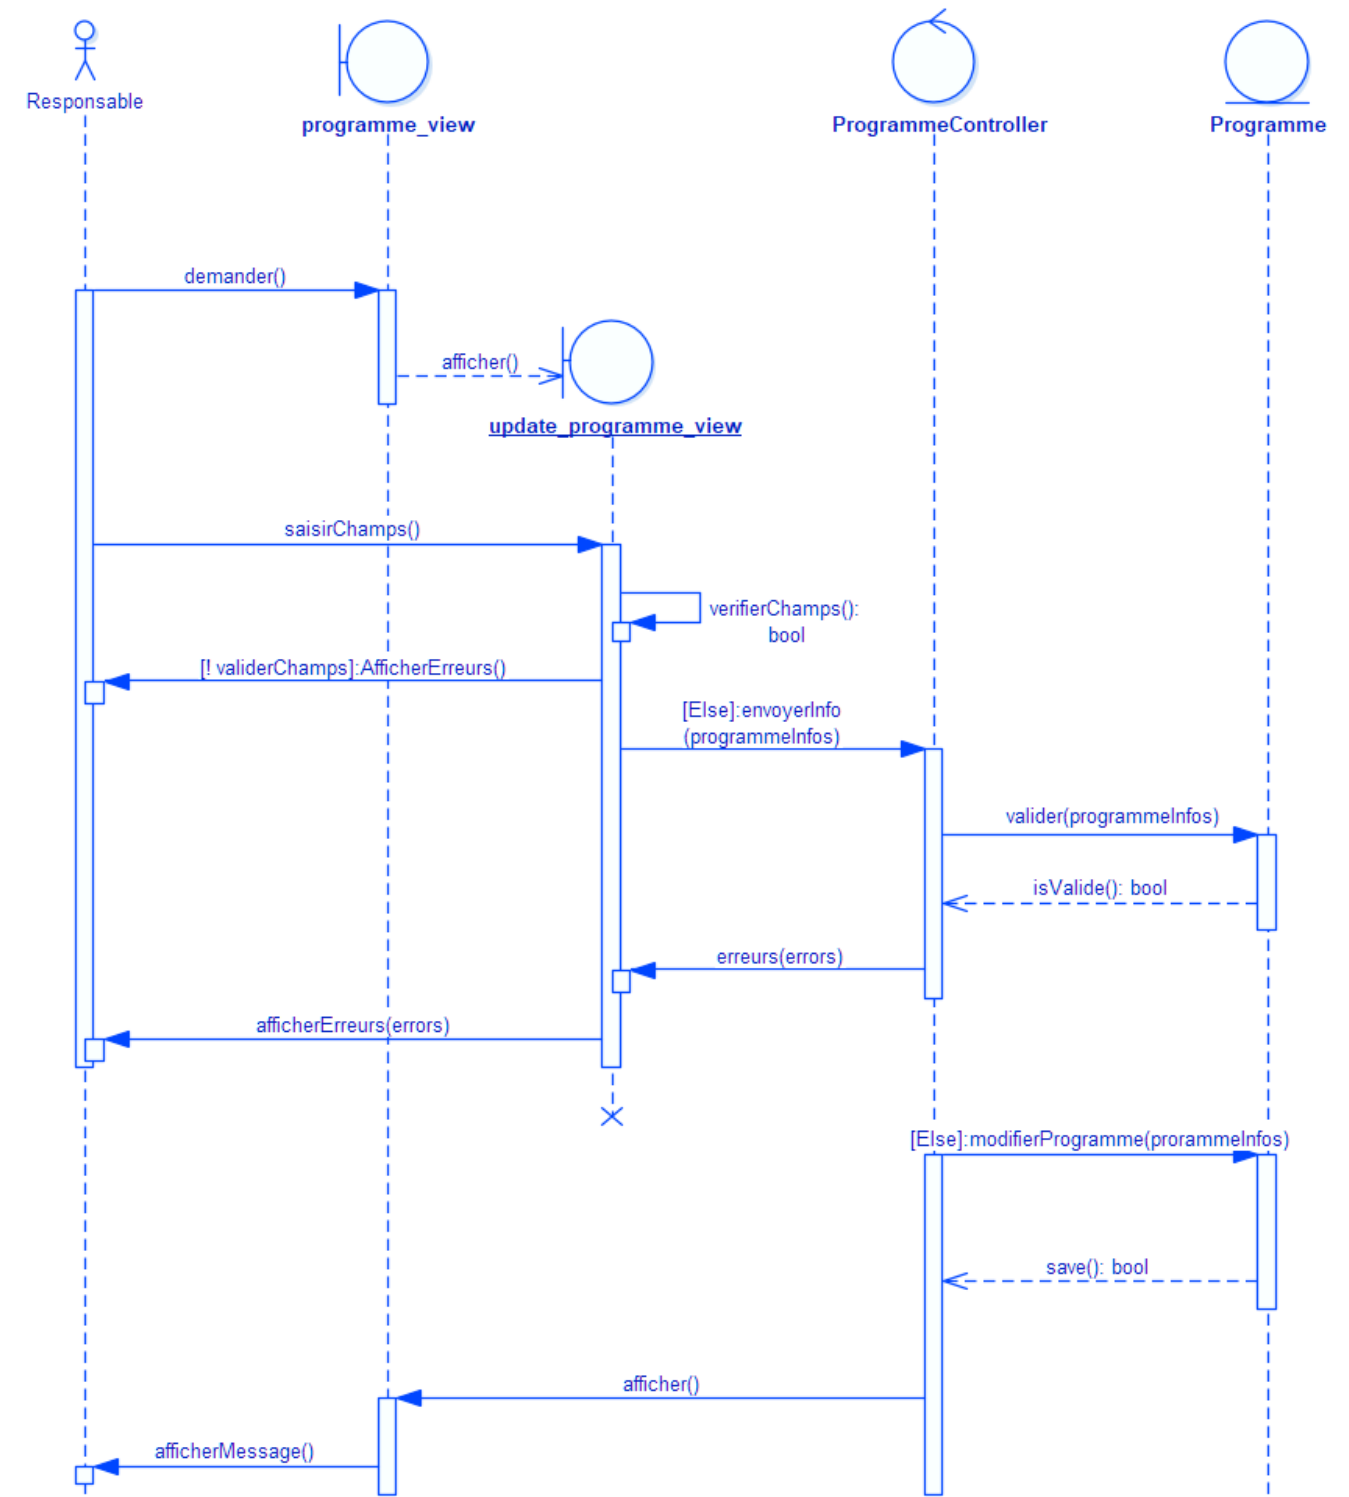 Responsable
programme_view
ProgrammeController
Programme
demander()
afficher()
update_programme_view
saisirChamps()
verifierChamps():
bool
[! validerChamps]:AfficherErreurs()
[Else]:envoyerInfo
(programmeInfos)
valider(programmeInfos)
isValide(): bool
erreurs(errors)
afficherErreurs(errors)
[Else]:modifierProgramme(prorammeInfos)
save(): bool
afficher()
afficherMessage()